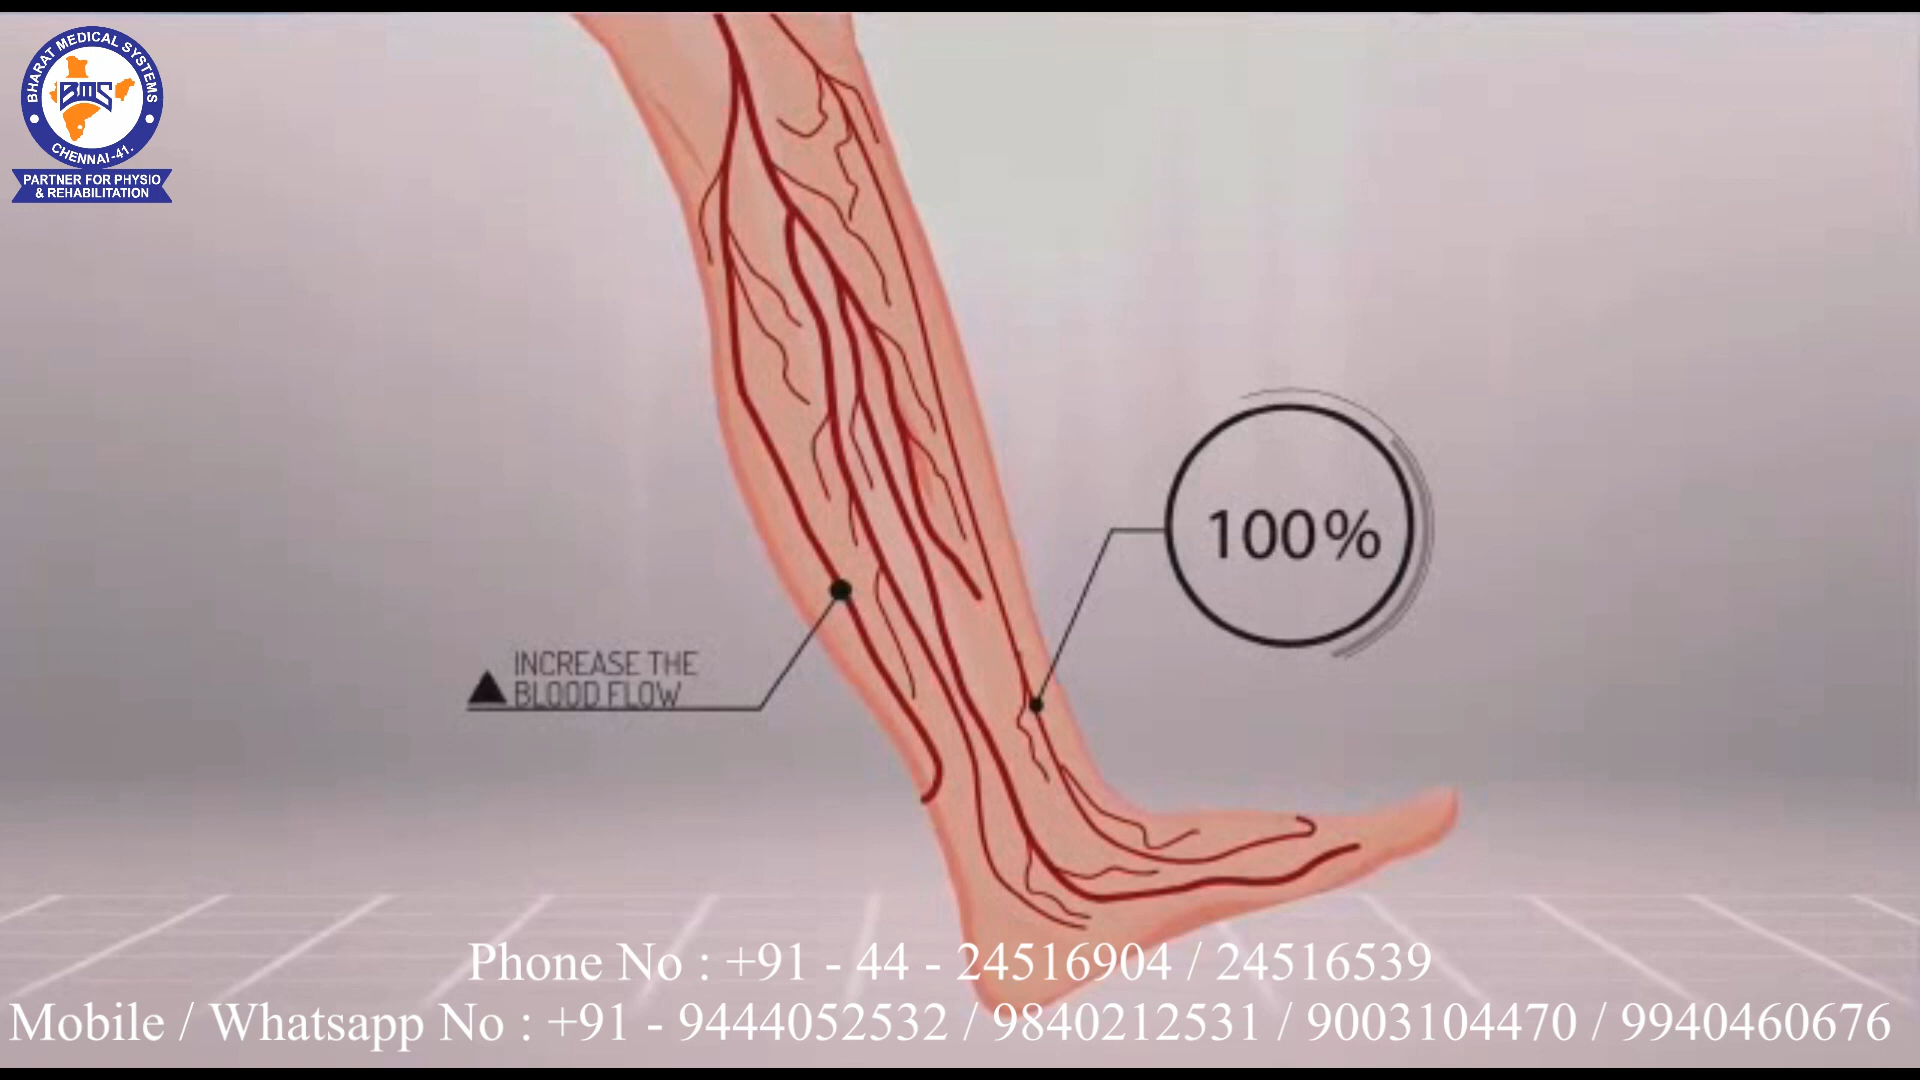 BHARAT MEDICAL SYSTEMS
BMS
CHENNAI-41.
PARTNER FOR PHYSIO
& REHABILITATION
100%
INCREASE THE
BLOOD FLOW
Phone No : +91 - 44 - 24516904 / 24516539
Mobile / Whatsapp No : +91 - 9444052532 / 9840212531 / 9003104470 / 9940460676